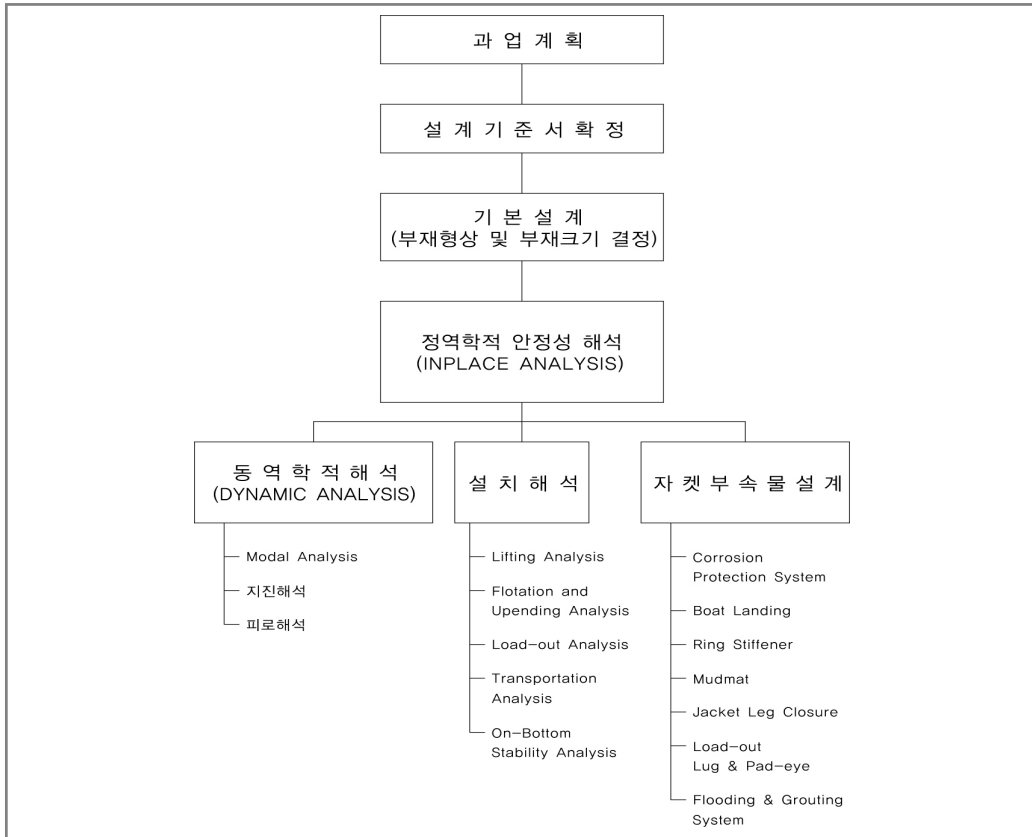 과 업 계 획
설 계 기 준 서 확 정
기 본 설 계
(부재형상 및 부재크기 결정)
정역학적 안정성 해석
(INPLACE ANALYSIS)
동 역 학 적 해 석
(DYNAMIC ANALYSIS)
Modal Analysis
지진해석
피로해석
설 치 해 석
Lifting Analysis
Flotation and
Upending Analysis
Load-out Analysis
Transportation
Analysis
On-Bottom
Stability Analysis
자 켓 부 속 물 설 계
Corrosion
Protection System
Boat Landing
Ring Stiffener
Mudmat
Jacket Leg Closure
Load-out
Lug & Pad-eye
Flooding & Grouting
System